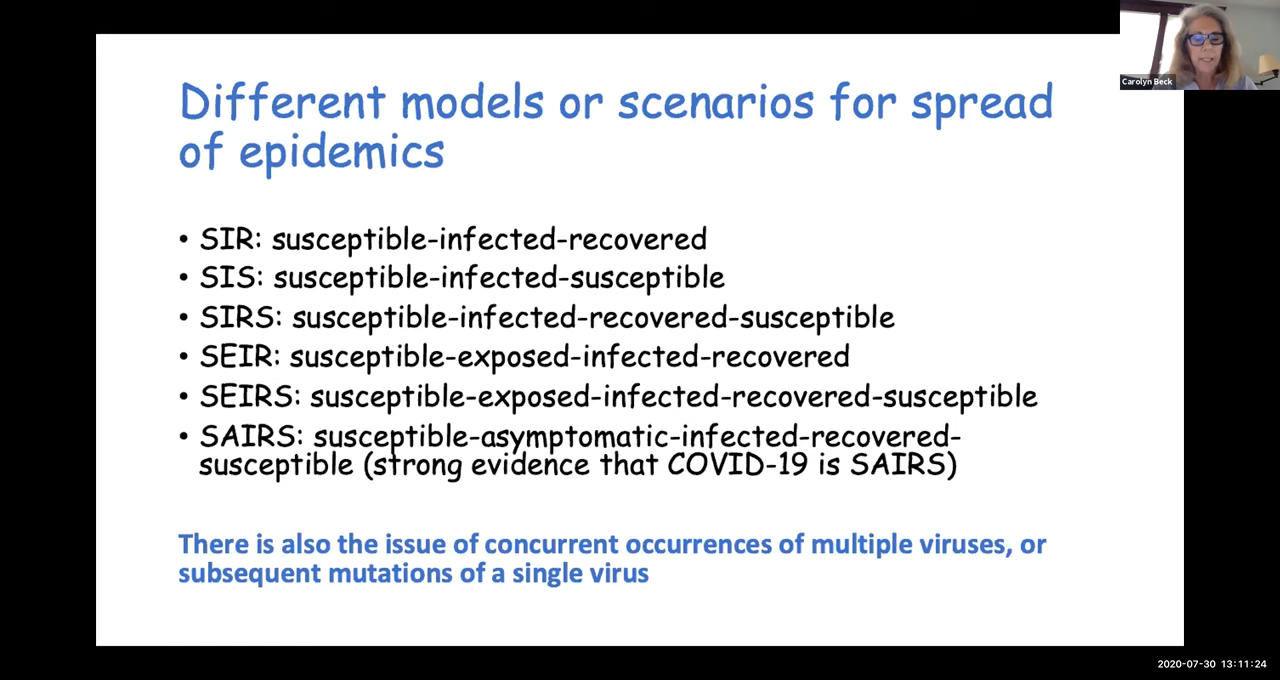 Carolyn Beck
Different models or scenarios for spread
of epidemics
• SIR: susceptible-infected-recovered
• SIS: susceptible-infected-susceptible
• SIRS: susceptible-infected-recovered-susceptible
• SEIR: susceptible-exposed-infected-recovered
• SEIRS: susceptible-exposed-infected-recovered-susceptible
• SAIRS: susceptible-asymptomatic-infected-recovered-
susceptible (strong evidence that COVID-19 is SAIRS)
There is also the issue of concurrent occurrences of multiple viruses, or
subsequent mutations of a single virus
2020-07-30 13:11:24